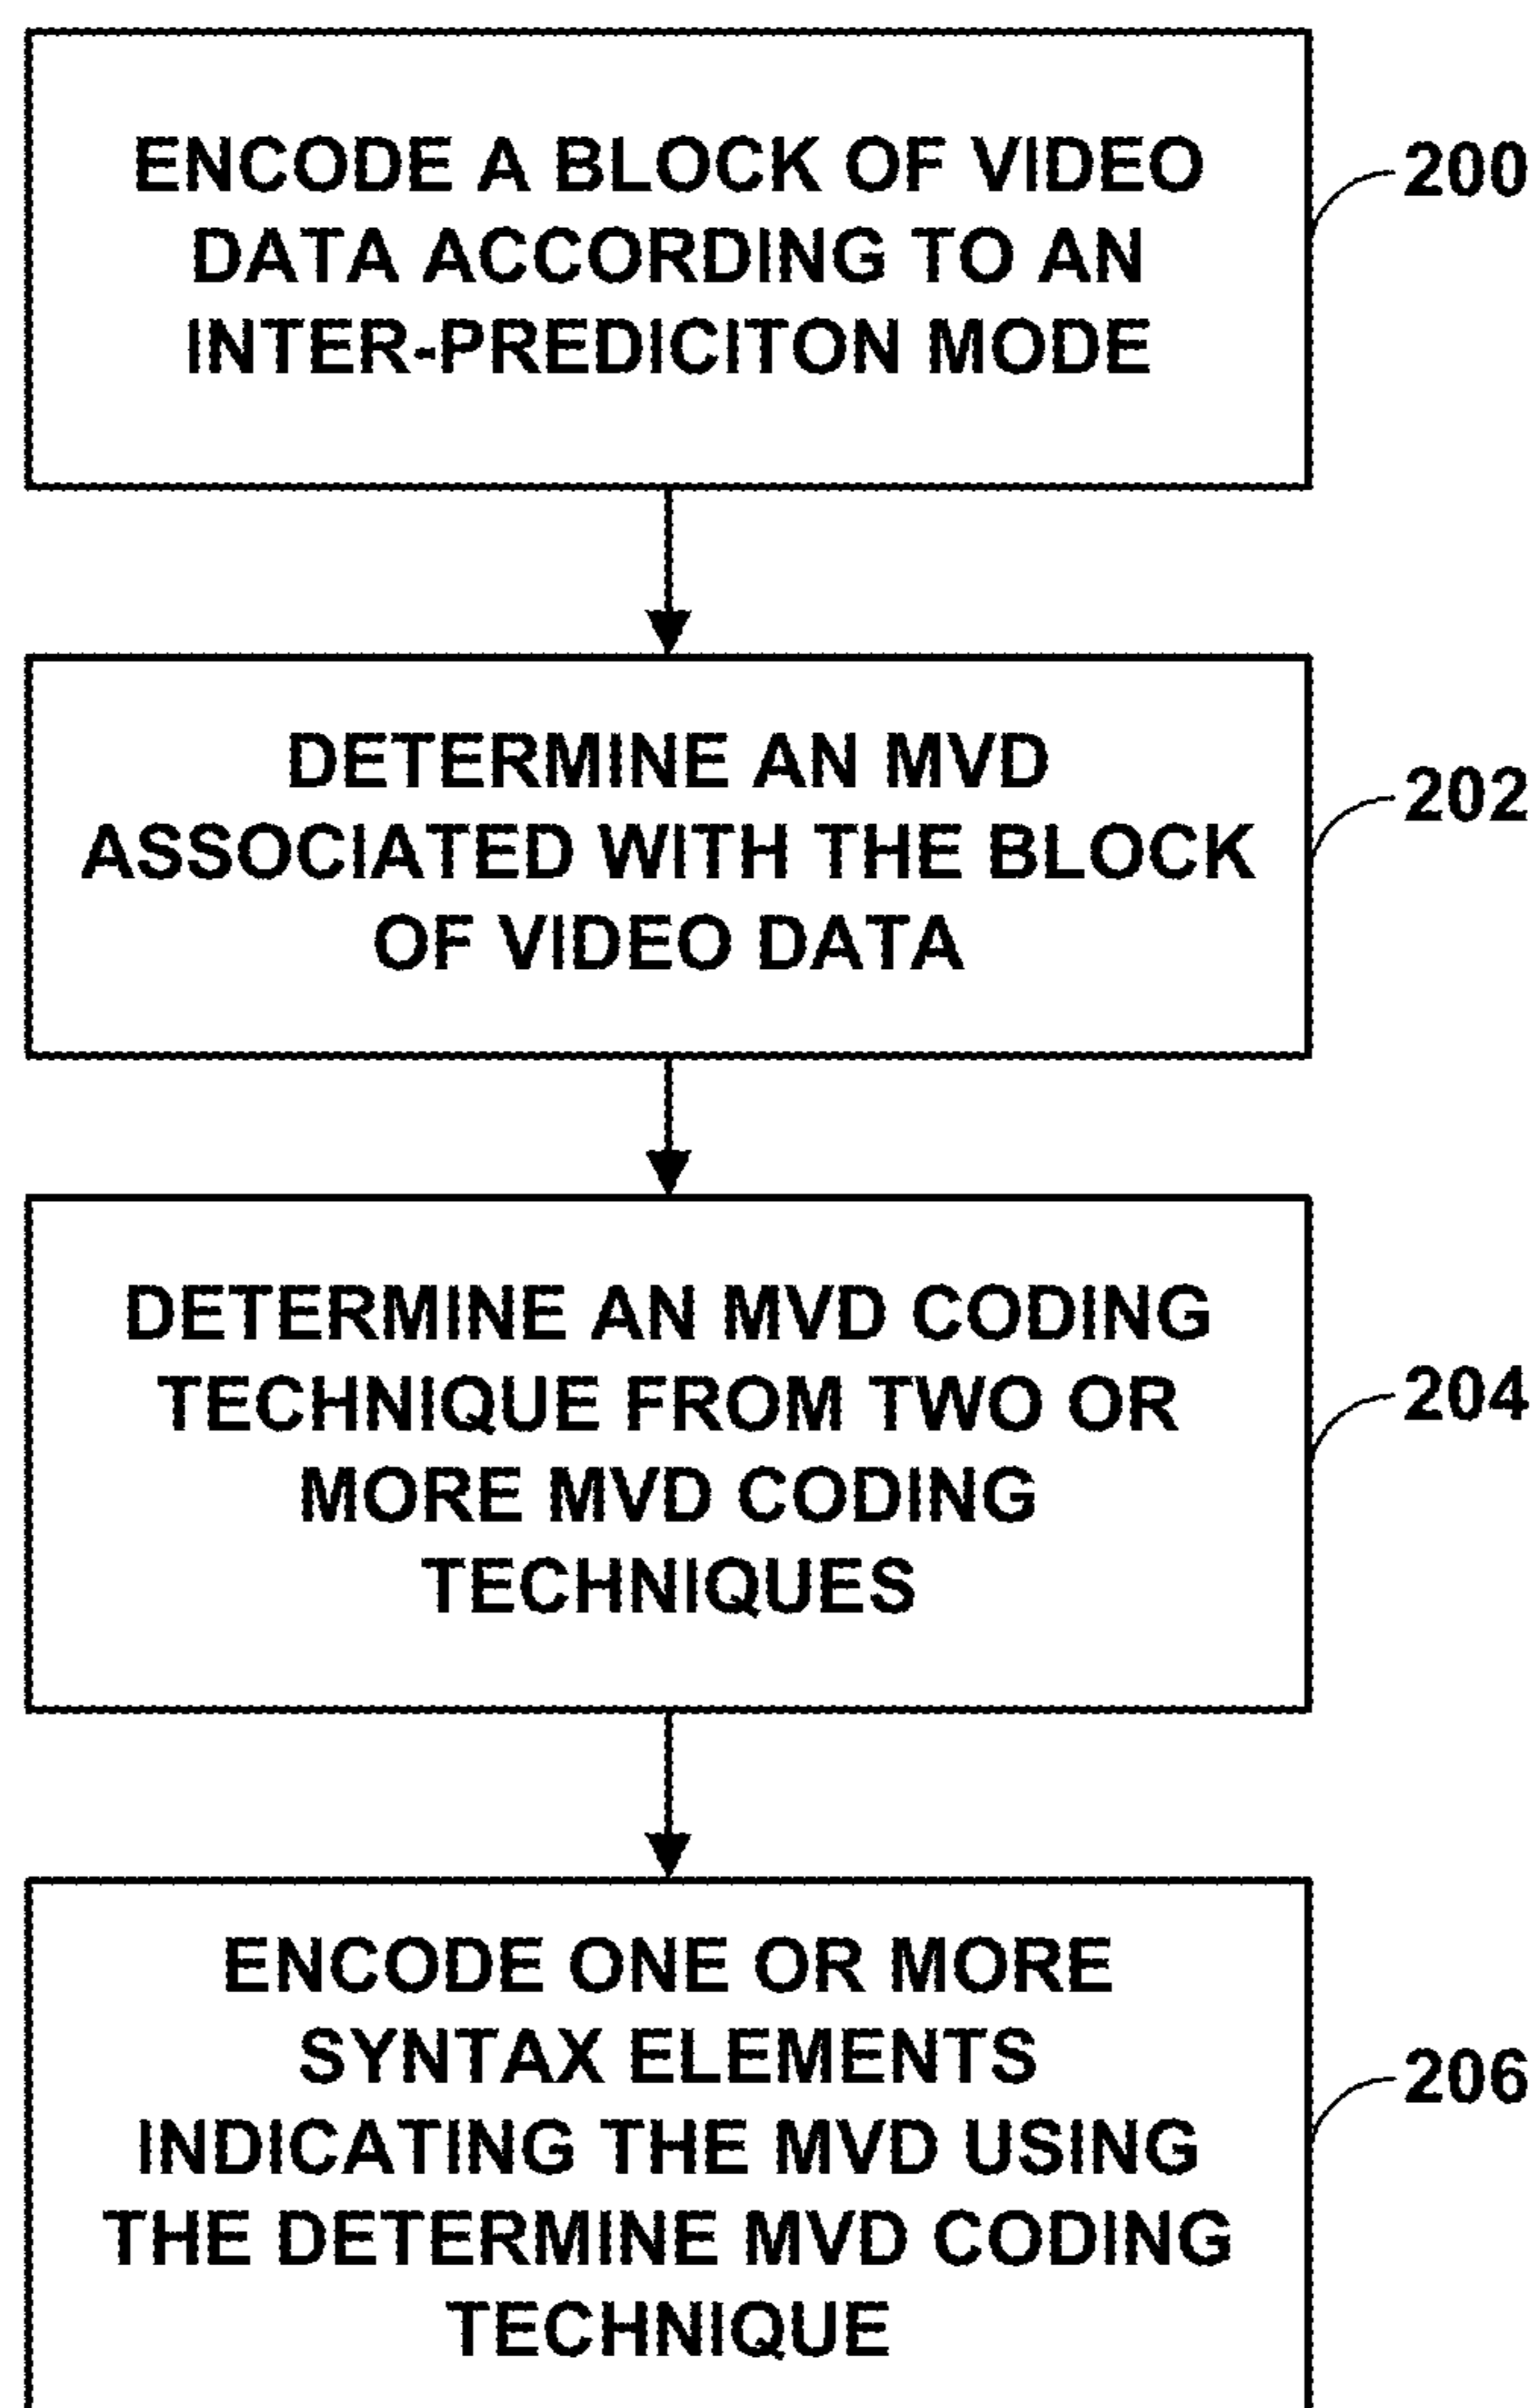 ENCODE A BLOCK OF VIDEO
DATA ACCORDING TO AN
INTER-PREDICITON MODE
200
DETERMINE AN MVD
ASSOCIATED WITH THE BLOCK
OF VIDEO DATA
202
DETERMINE AN MVD CODING
TECHNIQUE FROM TWO OR
MORE MVD CODING
TECHNIQUES
204
ENCODE ONE OR MORE
SYNTAX ELEMENTS
INDICATING THE MVD USING
THE DETERMINE MVD CODING
TECHNIQUE
206